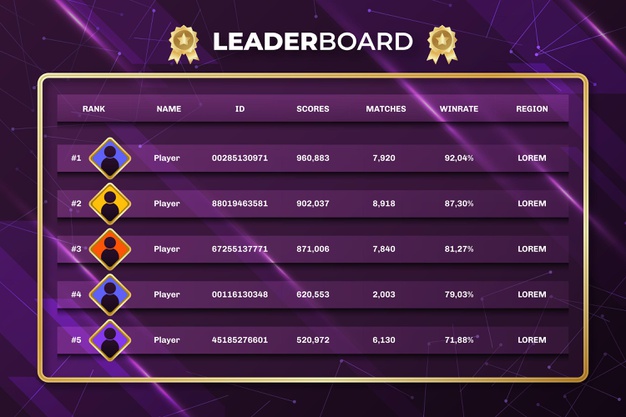 LEADERBOARD
RANK NAME ID SCORES MATCHES WINRATE REGION
#1 Player 00285130971 960,883 7,920 92,04% LOREM
#2 Player 88019463581 902,037 8,918 87,30% LOREM
#3 Player 67255137771 871,006 7,840 81,27% LOREM
#4 Player 00116130348 620,553 2,003 79,03% LOREM
#5 Player 45185276601 520,972 6,130 71,88% LOREM